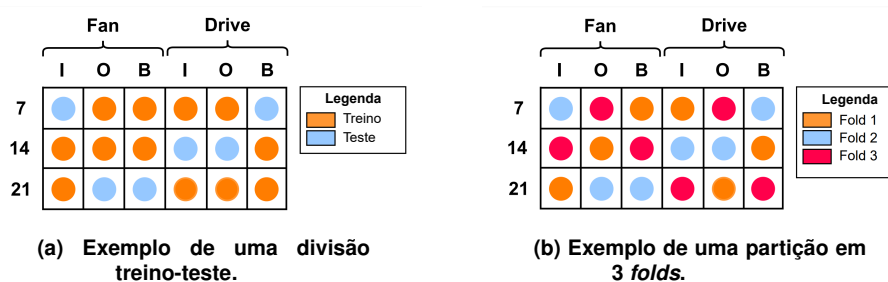 Fan Drive
I O B I O B
7
14
21
Legenda
Treino
Teste
(a) Exemplo de uma divisão
treino-teste.
Fan Drive
I O B I O B
7
14
21
Legenda
Fold 1
Fold 2
Fold 3
(b) Exemplo de uma partição em
3 folds.